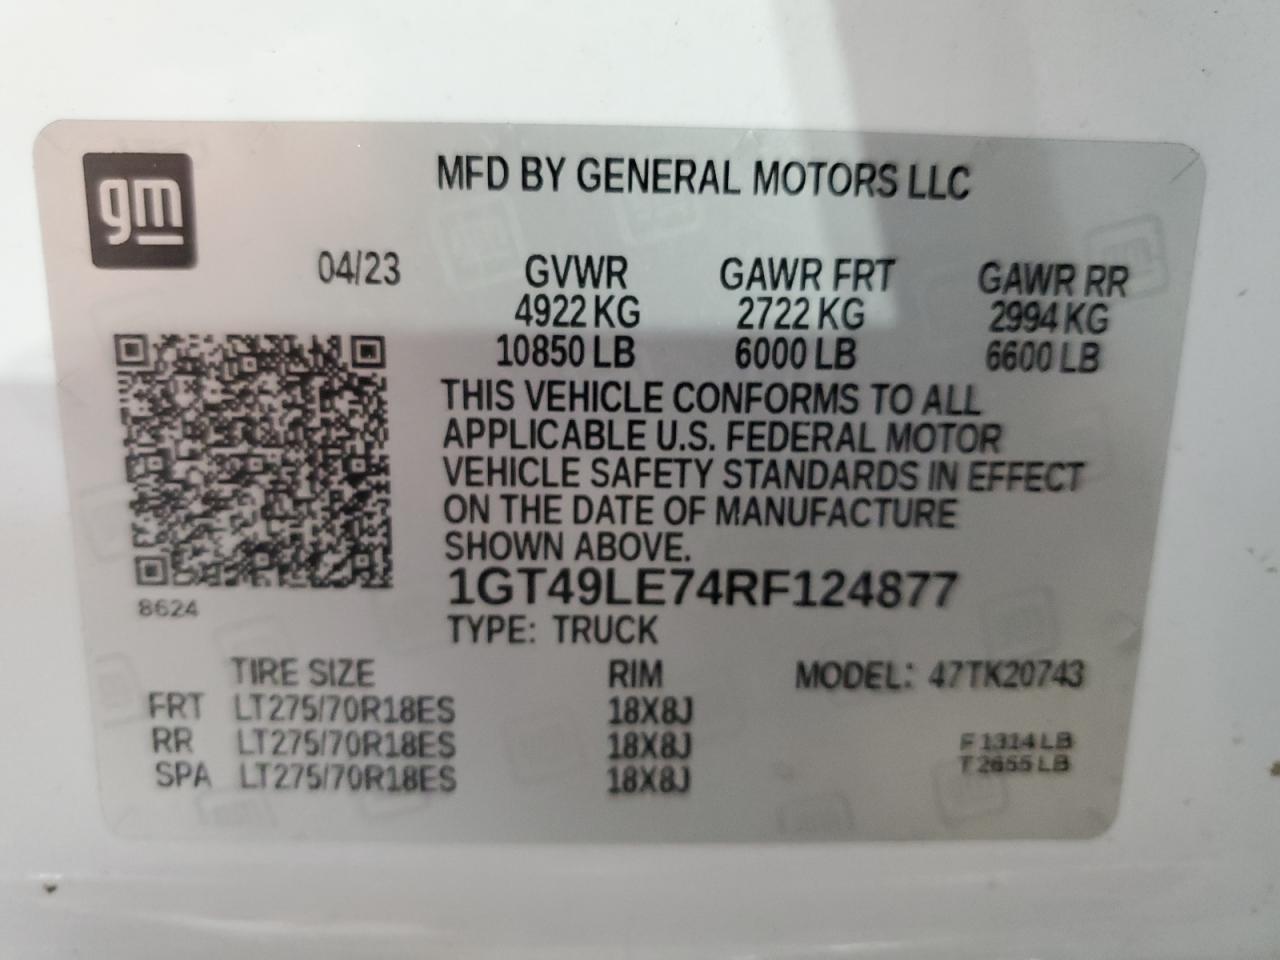 gm
MFD BY GENERAL MOTORS LLC
04/23 GVWR GAWR FRT GAWR RR
4922 KG 2722 KG 2994 KG
10850 LB 6000 LB 6600 LB
THIS VEHICLE CONFORMS TO ALL
APPLICABLE U.S. FEDERAL MOTOR
VEHICLE SAFETY STANDARDS IN EFFECT
ON THE DATE OF MANUFACTURE
SHOWN ABOVE.
1GT49LE74RF124877
8624
TYPE: TRUCK
TIRE SIZE RIM MODEL: 47TK20743
FRT LT275/70R18ES 18X8J
RR LT275/70R18ES 18X8J F 1314 LB
SPA LT275/70R18ES 18X8J T 2655 LB